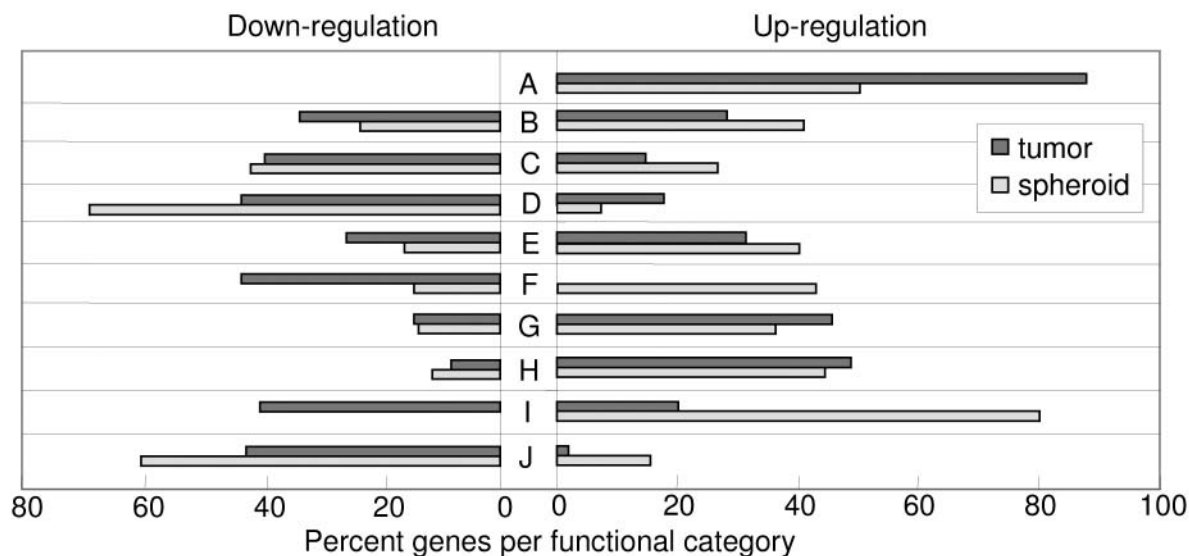 Down-regulation Up-regulation
A
B
C
D
E
F
G
H
I
J
tumor
spheroid
80 60 40 20 0 0 20 40 60 80 100
Percent genes per functional category